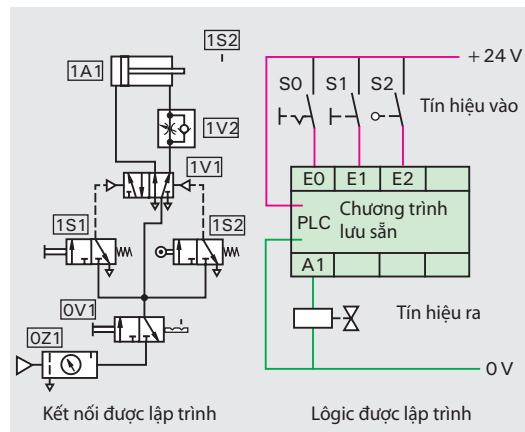 1S2
1A1
1V2
1V1
1S1
1S2
0V1
0Z1
Kết nối được lập trình
+ 24 V
S0 S1 S2
Tín hiệu vào
E0 E1 E2
PLC
Chương trình
lưu sẵn
A1
Tín hiệu ra
0 V
Lôgic được lập trình